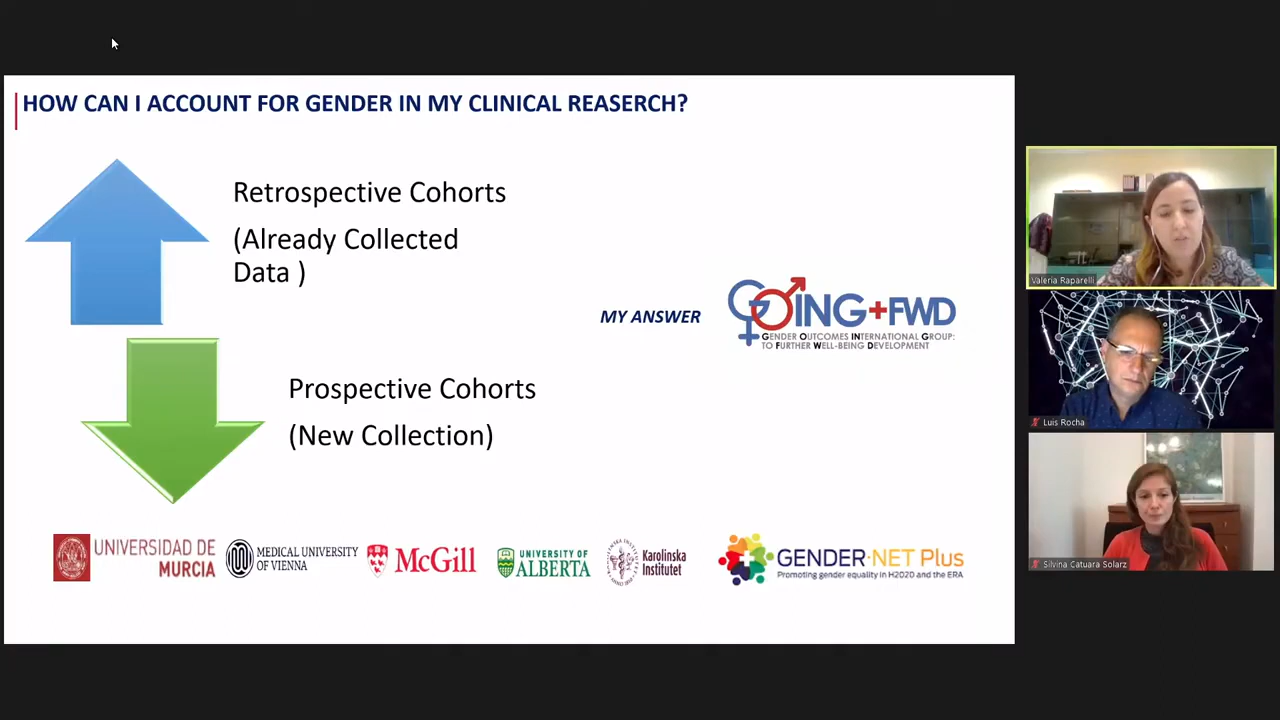 HOW CAN I ACCOUNT FOR GENDER IN MY CLINICAL REASERCH?
Retrospective Cohorts
(Already Collected
Data )
MY ANSWER
GOING+FWD
GENDER OUTCOMES INTERNATIONAL GROUP:
TO FURTHER WELL-BEING DEVELOPMENT
Prospective Cohorts
(New Collection)
UNIVERSIDAD DE
MURCIA
MEDICAL UNIVERSITY
OF VIENNA
McGill
UNIVERSITY OF
ALBERTA
Karolinska
Institutet
GENDER·NET Plus
Promoting gender equality in H2020 and the ERA
Valeria Raparelli
Luis Rocha
Silvina Catuara Solarz